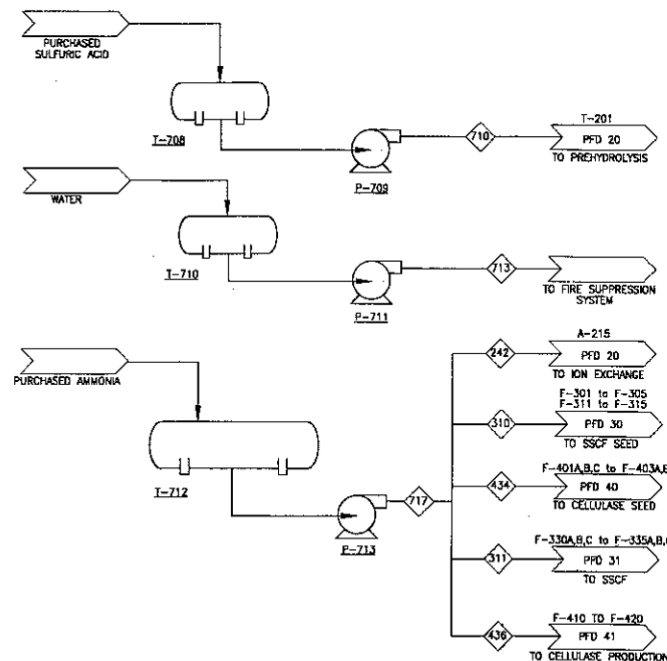 PURCHASED
SULFURIC ACID
T-708
P-709
710
T-201
PFD 20
TO PREHYDROLYSIS
WATER
T-710
P-711
713
TO FIRE SUPPRESSION
SYSTEM
PURCHASED AMMONIA
T-712
P-713
717
242
A-215
PFD 20
TO ION EXCHANGE
310
F-301 to F-305
F-311 to F-315
PFD 30
TO SSCF SEED
434
F-401A,B,C to F-403A,B
PFD 40
TO CELLULASE SEED
311
F-330A,B,C to F-335A,B,
PFD 31
TO SSCF
436
F-410 TO F-420
PFD 41
TO CELLULASE PRODUCTION